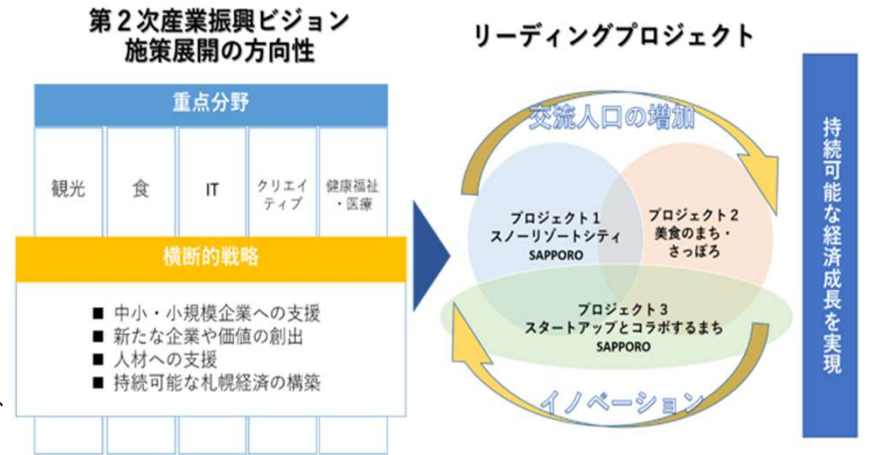 第２次産業振興ビジョン
施策展開の方向性
重点分野
観光
食
IT
クリエイ
ティブ
健康福祉
・医療
横断的戦略
■ 中小・小規模企業への支援
■ 新たな企業や価値の創出
■ 人材への支援
■ 持続可能な札幌経済の構築
、
リーディングプロジェクト
交流人口の増加
プロジェクト１
スノーリゾートシティ
SAPPORO
プロジェクト２
美食のまち・
さっぽろ
プロジェクト３
スタートアップとコラボするまち
SAPPORO
イノベーション
持続可能な経済成長を実現